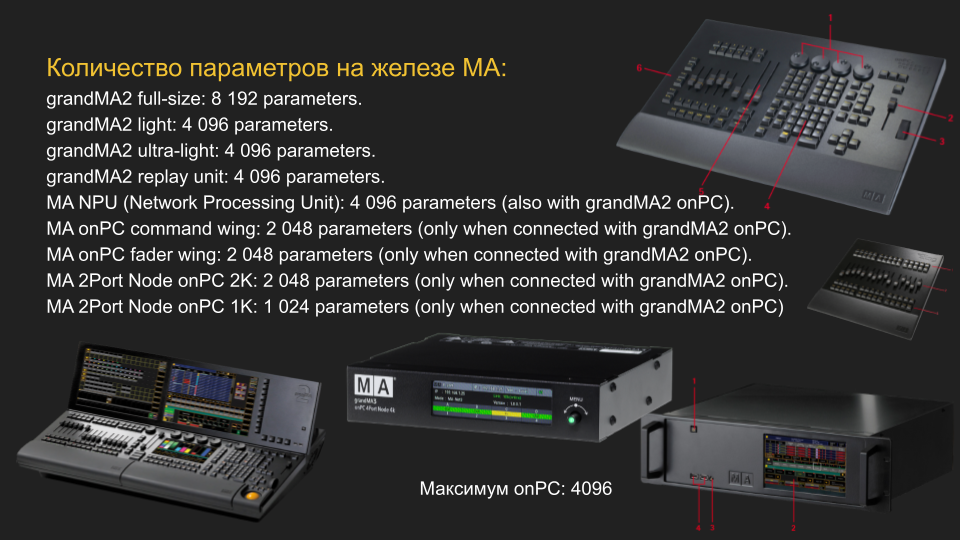 Количество параметров на железе MA:
grandMA2 full-size: 8 192 parameters.
grandMA2 light: 4 096 parameters.
grandMA2 ultra-light: 4 096 parameters.
grandMA2 replay unit: 4 096 parameters.
MA NPU (Network Processing Unit): 4 096 parameters (also with grandMA2 onPC).
MA onPC command wing: 2 048 parameters (only when connected with grandMA2 onPC).
MA onPC fader wing: 2 048 parameters (only when connected with grandMA2 onPC).
MA 2Port Node onPC 2K: 2 048 parameters (only when connected with grandMA2 onPC).
MA 2Port Node onPC 1K: 1 024 parameters (only when connected with grandMA2 onPC)
1
6
2
3
5
4
MA
grandMA3
onPC 4Port Node 4k
MENU
1
MA
4 3 2
Максимум onPC: 4096